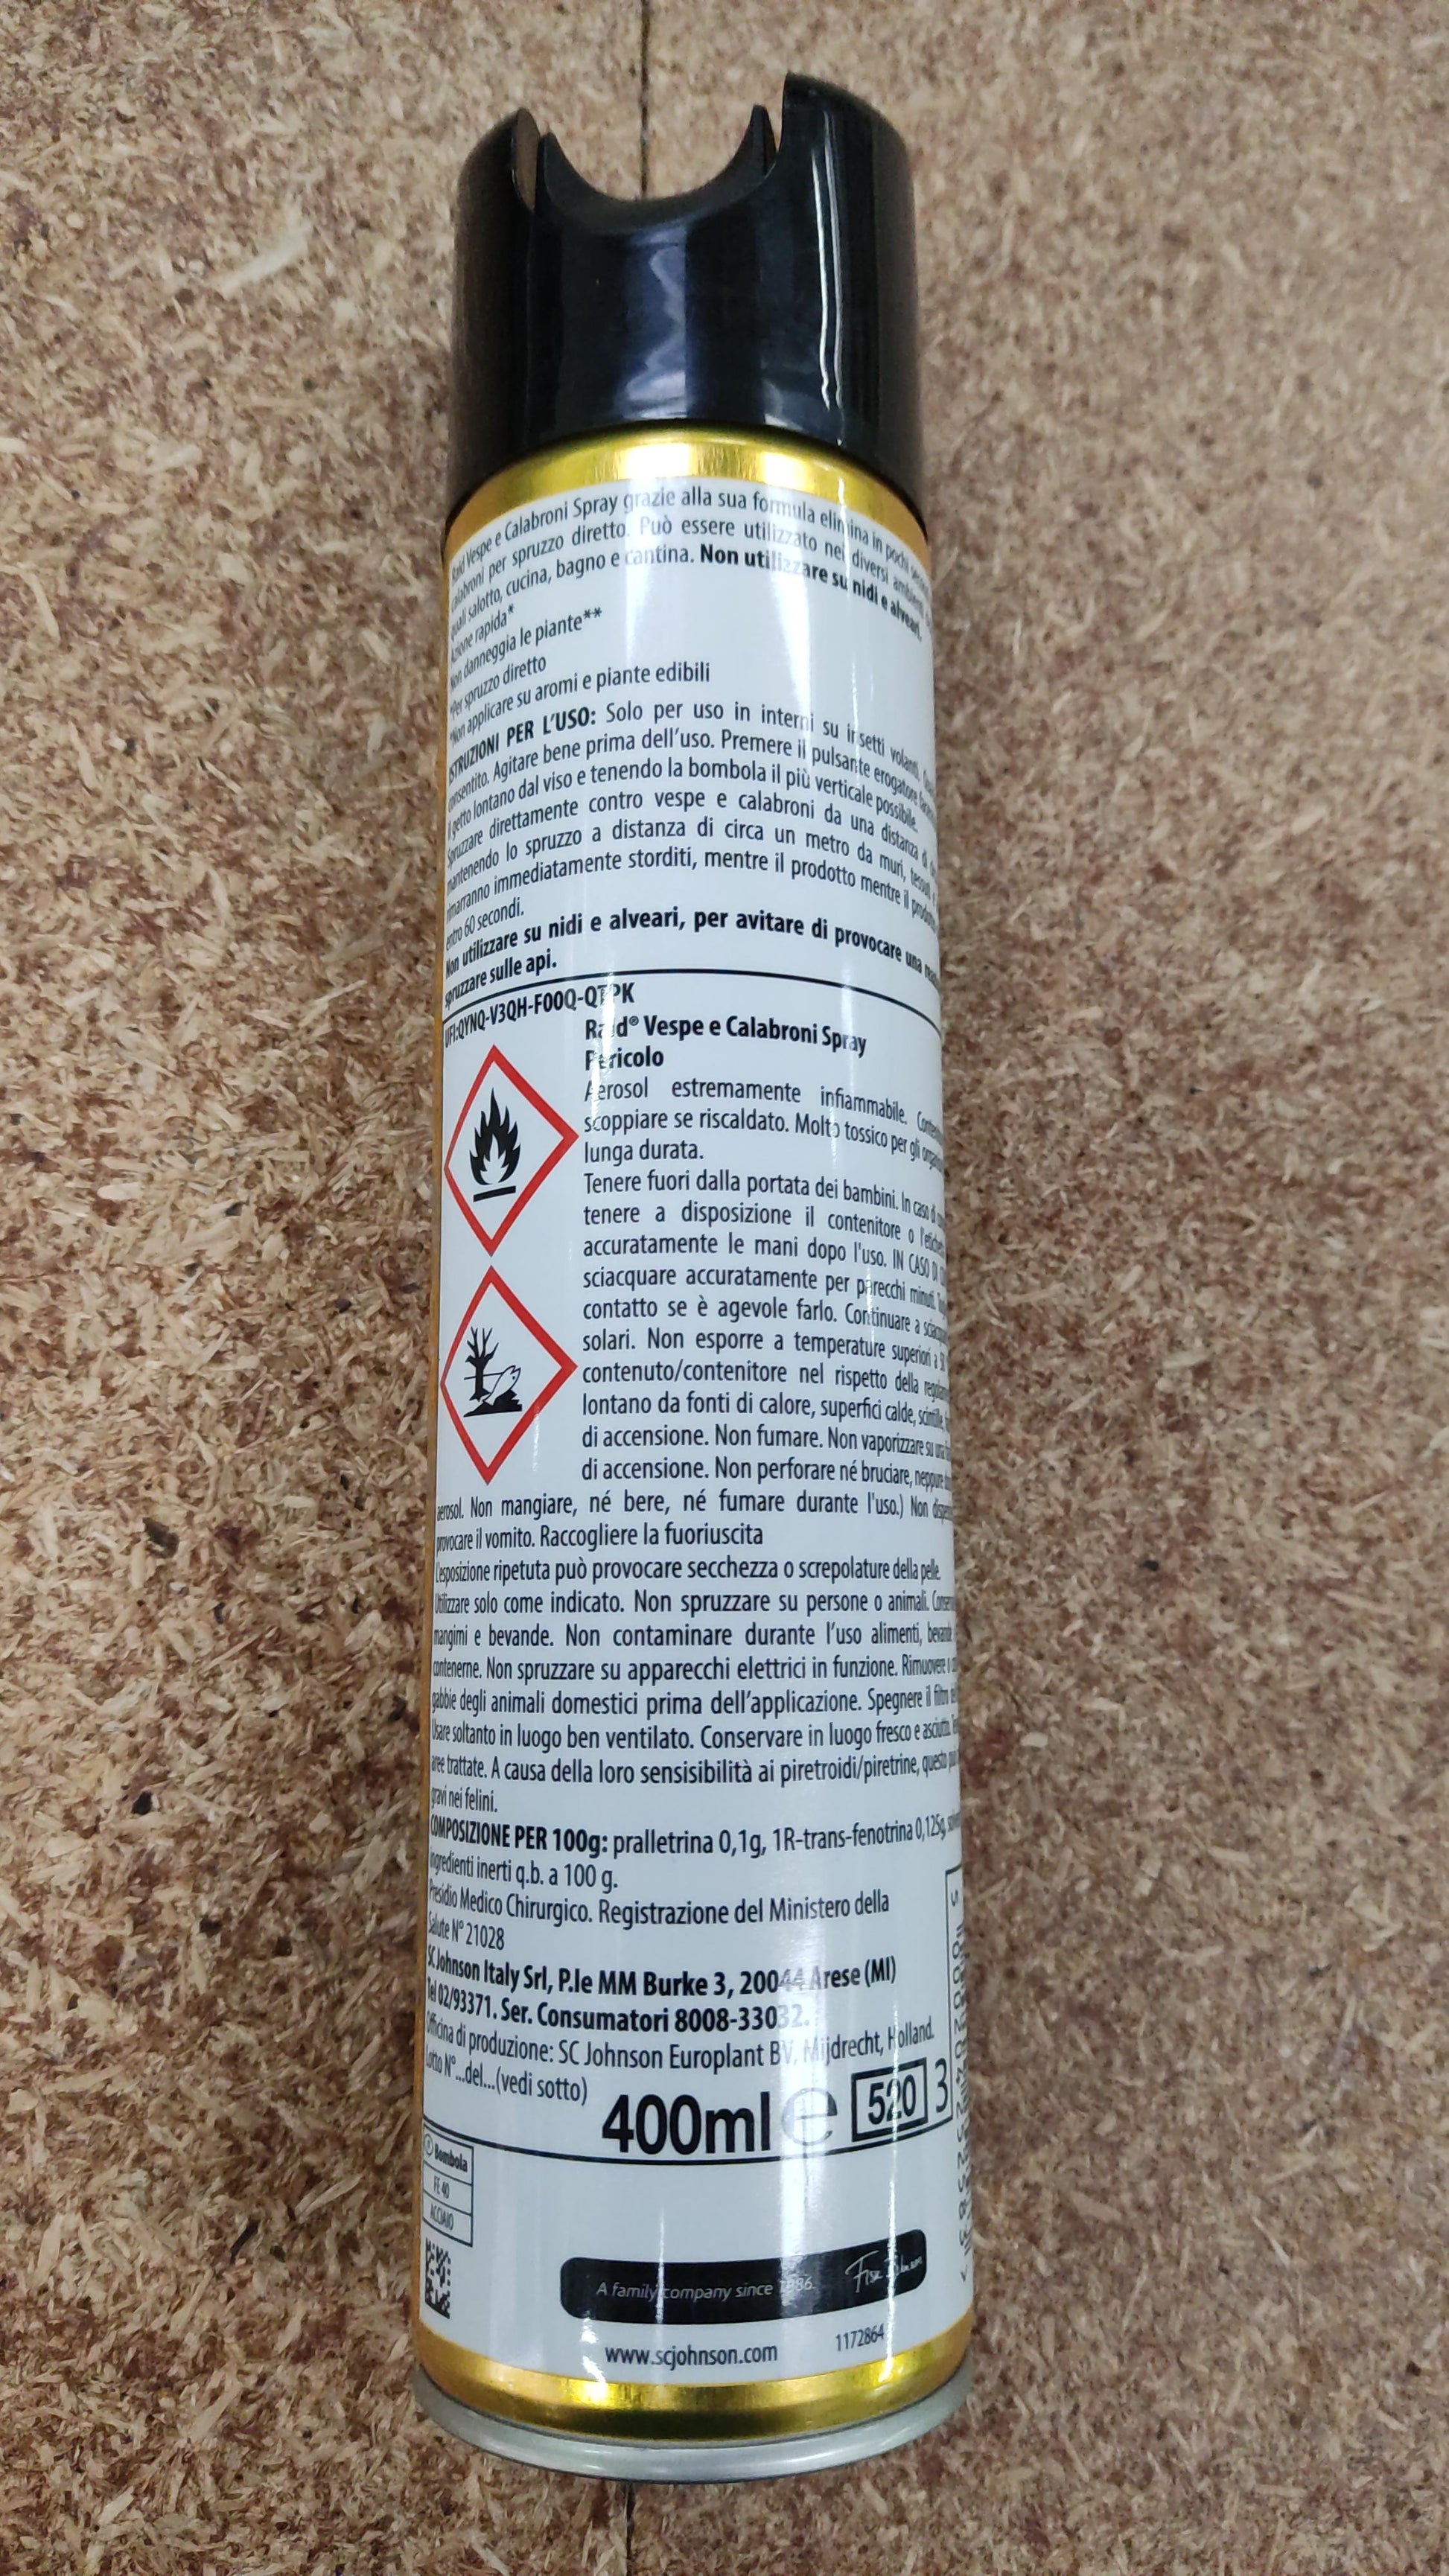 Raid Vespe e Calabroni Spray grazie alla sua formula elimina in pochi
calabroni per spruzzo diretto. Può essere utilizzato nei diversi ambienti
quali salotto, cucina, bagno e cantina. Non utilizzare su nidi e alveari.
Azione rapida*
Non danneggia le piante**
*Per spruzzo diretto
*Non applicare su aromi e piante edibili
ISTRUZIONI PER L'USO: Solo per uso in interni su insetti volanti.
consentito. Agitare bene prima dell'uso. Premere il pulsante erogatore
il getto lontano dal viso e tenendo la bombola il più verticale possibile.
Spruzzare direttamente contro vespe e calabroni da una distanza di
mantenendo lo spruzzo a distanza di circa un metro da muri, tessuti
rimarranno immediatamente storditi, mentre il prodotto mentre il
entro 60 secondi.
Non utilizzare su nidi e alveari, per avitare di provocare una
spruzzare sulle api.
UFI:QYNQ-V3QH-F00Q-QTPK
Raid® Vespe e Calabroni Spray
Pericolo
Aerosol estremamente infiammabile.
scoppiare se riscaldato. Molto tossico per gli
lunga durata.
Tenere fuori dalla portata dei bambini. In caso di
tenere a disposizione il contenitore o
accuratamente le mani dopo l'uso. IN CASO DI
sciacquare accuratamente per parecchi minuti.
contatto se è agevole farlo. Continuare a
solari. Non esporre a temperature superiori a
contenuto/contenitore nel rispetto della
lontano da fonti di calore, superfici calde, scintille,
di accensione. Non fumare. Non vaporizzare su una
di accensione. Non perforare né bruciare, neppure
aerosol. Non mangiare, né bere, né fumare durante l'uso.) Non
provocare il vomito. Raccogliere la fuoriuscita
L'esposizione ripetuta può provocare secchezza o screpolature della pelle.
Utilizzare solo come indicato. Non spruzzare su persone o animali.
mangimi e bevande. Non contaminare durante l'uso alimenti, bevande
contenerne. Non spruzzare su apparecchi elettrici in funzione. Rimuovere o
gabbie degli animali domestici prima dell'applicazione. Spegnere il filtro
Usare soltanto in luogo ben ventilato. Conservare in luogo fresco e asciutto.
aree trattate. A causa della loro sensisibilità ai piretroidi/piretrine, questo
gravi nei felini.
COMPOSIZIONE PER 100g: pralletrina 0,1g, 1R-trans-fenotrina 0,125g,
ingredienti inerti q.b. a 100 g.
Presidio Medico Chirurgico. Registrazione del Ministero della
Salute N° 21028
SC Johnson Italy Srl, P.le MM Burke 3, 20044 Arese (MI)
Tel 02/93371. Ser. Consumatori 8008-33032.
Officina di produzione: SC Johnson Europlant BV, Mijdrecht, Holland.
Lotto N°...del...(vedi sotto)
400ml e 520 3
Bombola
FE 40
ACCIAIO
A family company since 1886.
Fisk Johnson
www.scjohnson.com
1172864